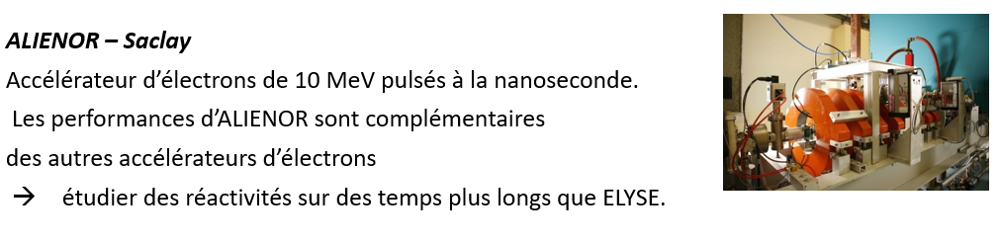 ALIENOR – Saclay
Accélérateur d'électrons de 10 MeV pulsés à la nanoseconde.
Les performances d'ALIENOR sont complémentaires
des autres accélérateurs d'électrons
→ étudier des réactivités sur des temps plus longs que ELYSE.